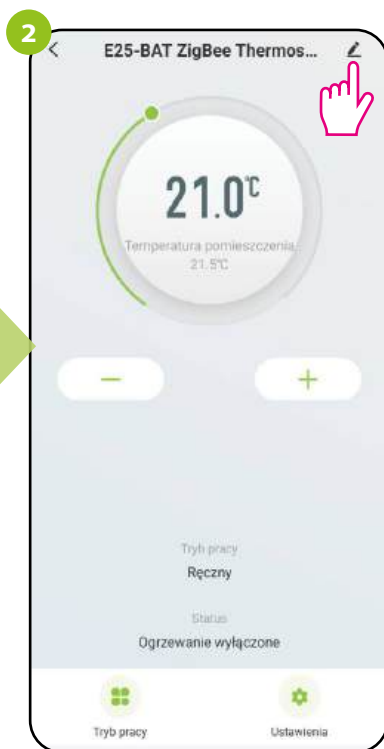 2
E25-BAT ZigBee Thermos...
21.0°C
Temperatura pomieszczenia
21.5°C
− +
Tryb pracy
Ręczny
Status
Ogrzewanie wyłączone
Tryb pracy Ustawienia